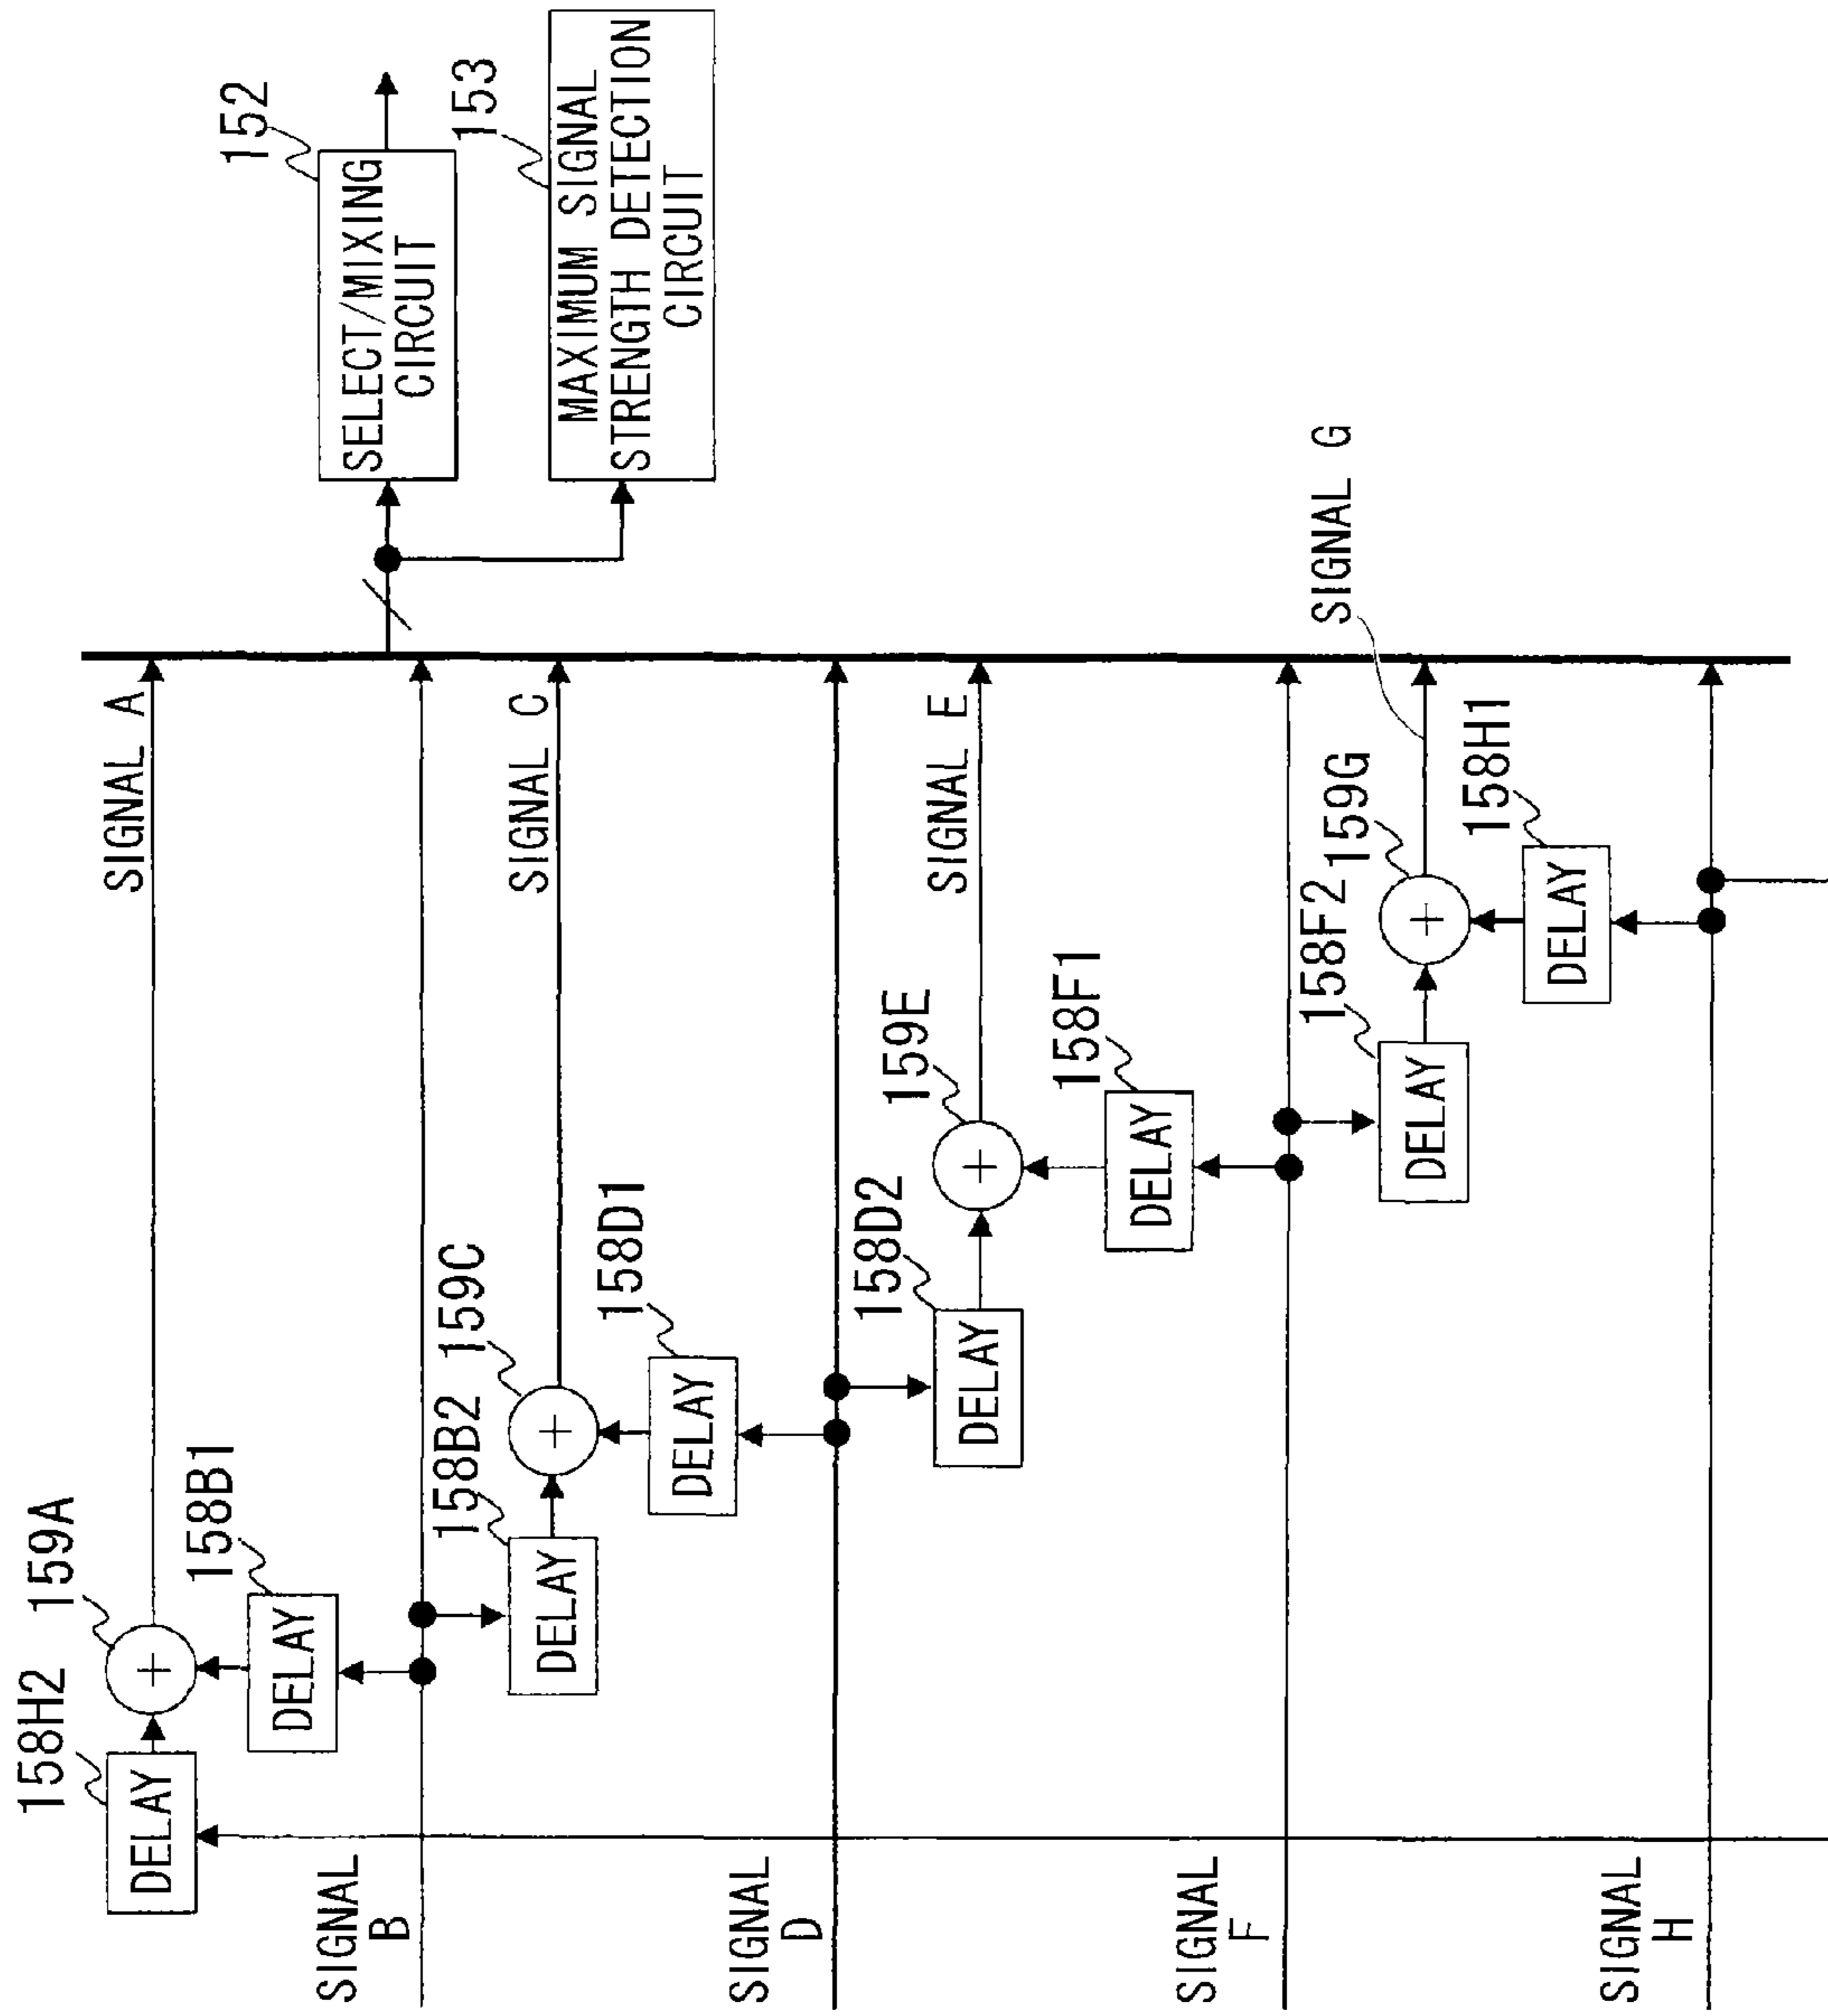 158H2
159A
DELAY
+
158B1
DELAY
SIGNAL A
SIGNAL
B
158B2
159C
DELAY
+
158D1
DELAY
SIGNAL C
SIGNAL
D
158D2
159E
DELAY
+
158F1
DELAY
SIGNAL E
SIGNAL
F
158F2
159G
DELAY
+
158H1
DELAY
SIGNAL G
SIGNAL
H
152
SELECT/MIXING
CIRCUIT
153
MAXIMUM SIGNAL
STRENGTH DETECTION
CIRCUIT